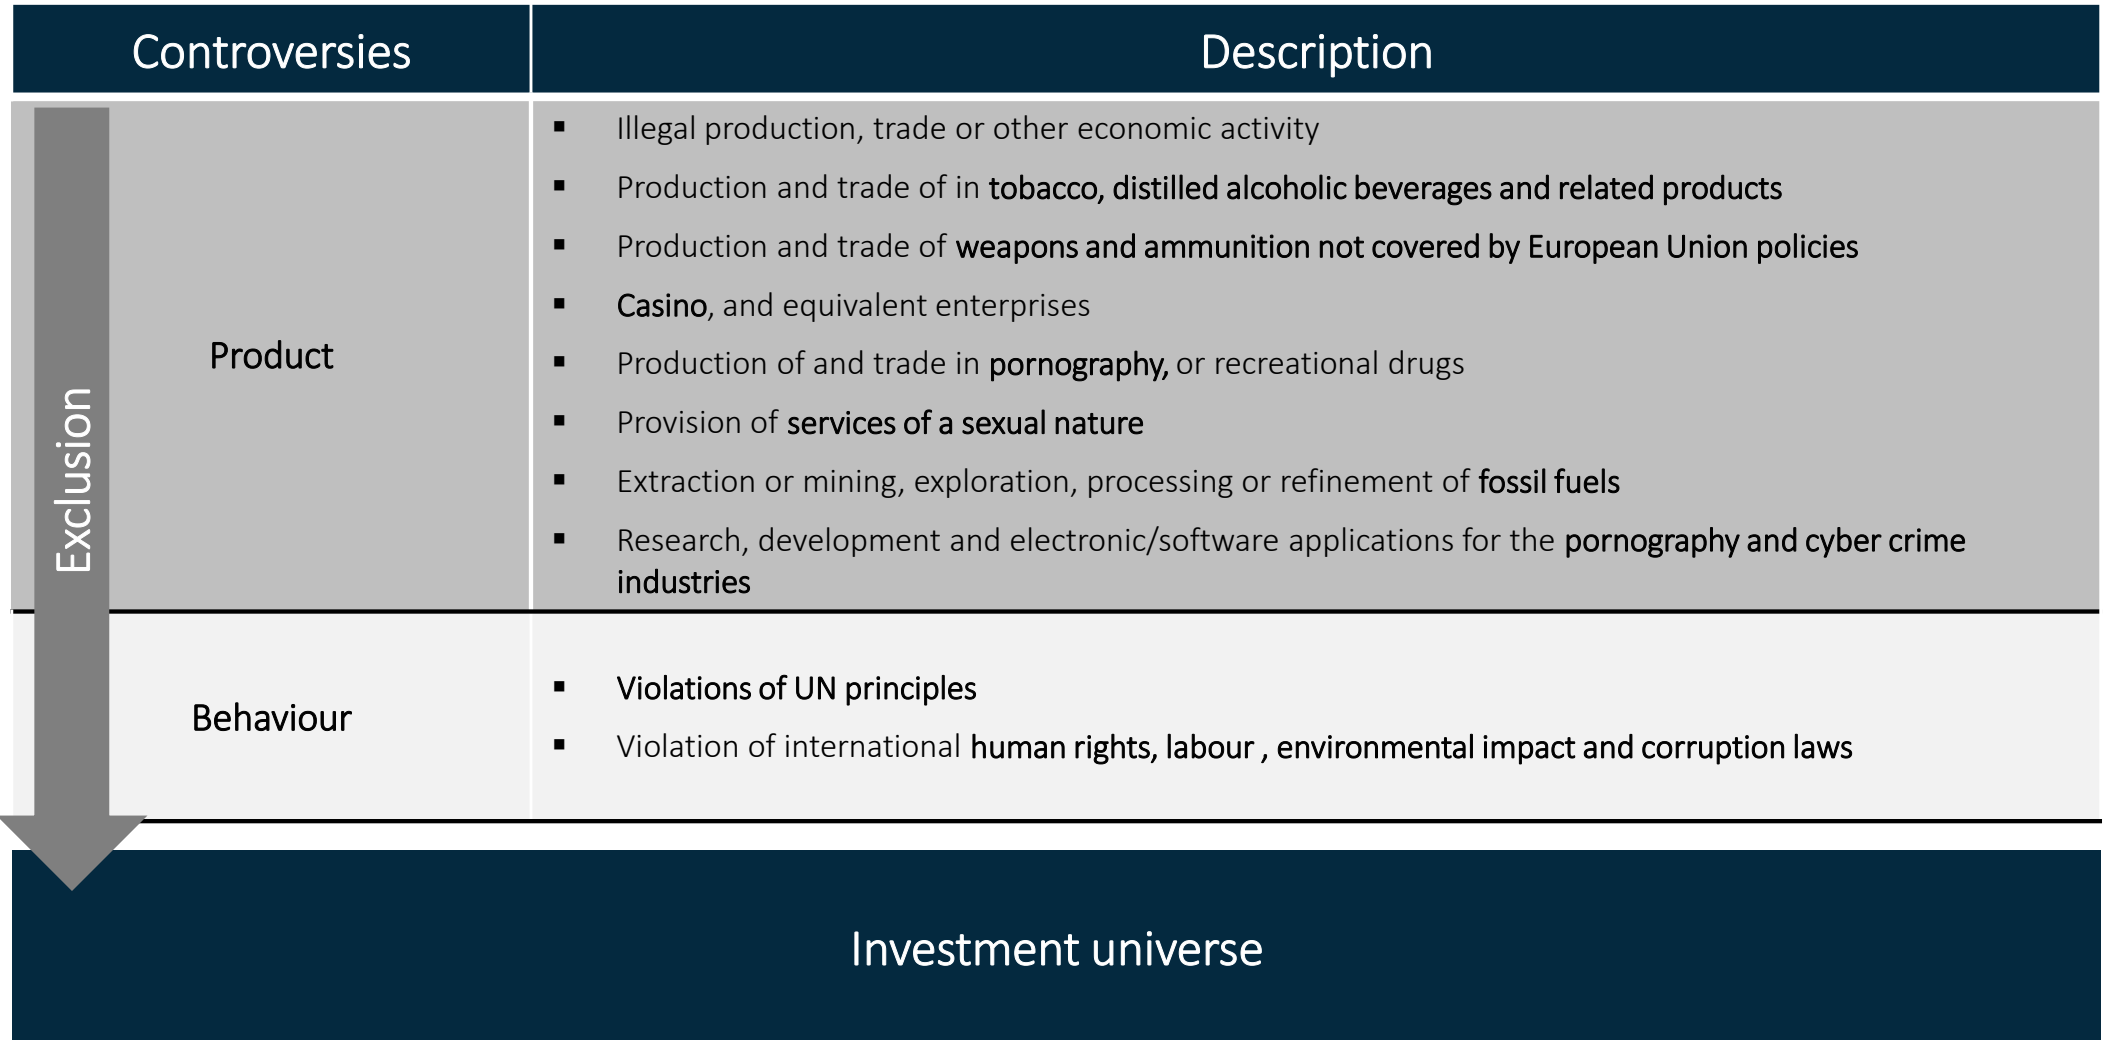 Controversies
Description
Exclusion
Product
▪ Illegal production, trade or other economic activity
▪ Production and trade of in tobacco, distilled alcoholic beverages and related products
▪ Production and trade of weapons and ammunition not covered by European Union policies
▪ Casino, and equivalent enterprises
▪ Production of and trade in pornography, or recreational drugs
▪ Provision of services of a sexual nature
▪ Extraction or mining, exploration, processing or refinement of fossil fuels
▪ Research, development and electronic/software applications for the pornography and cyber crime
industries
Behaviour
▪ Violations of UN principles
▪ Violation of international human rights, labour , environmental impact and corruption laws
Investment universe